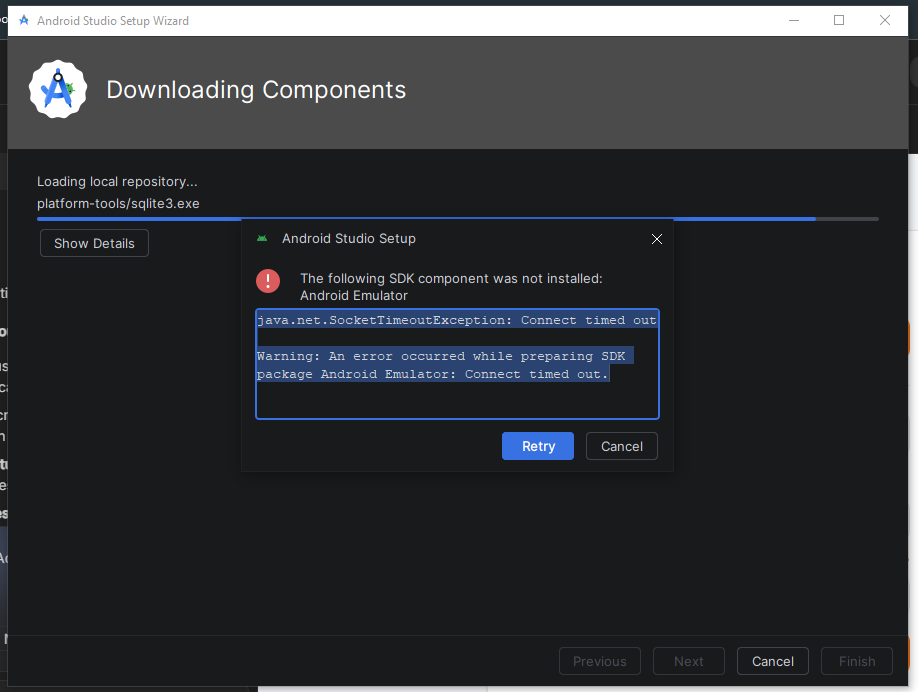 Android Studio Setup Wizard
Downloading Components
Loading local repository...
platform-tools/sqlite3.exe
Show Details
Android Studio Setup
The following SDK component was not installed:
Android Emulator
java.net.SocketTimeoutException: Connect timed out
Warning: An error occurred while preparing SDK
package Android Emulator: Connect timed out.
Retry
Cancel
Previous
Next
Cancel
Finish